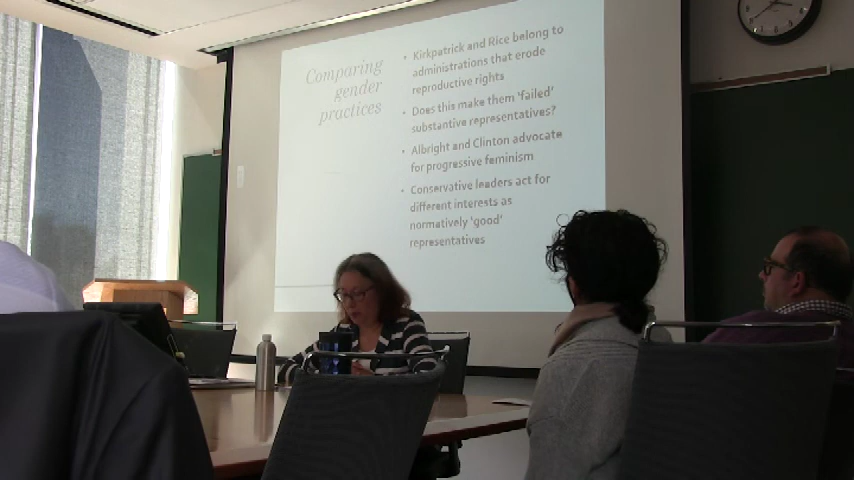 Comparing
gender
practices
• Kirkpatrick and Rice belong to
administrations that erode
reproductive rights
• Does this make them 'failed'
substantive representatives?
• Albright and Clinton advocate
for progressive feminism
• Conservative leaders act for
different interests as
normatively 'good'
representatives